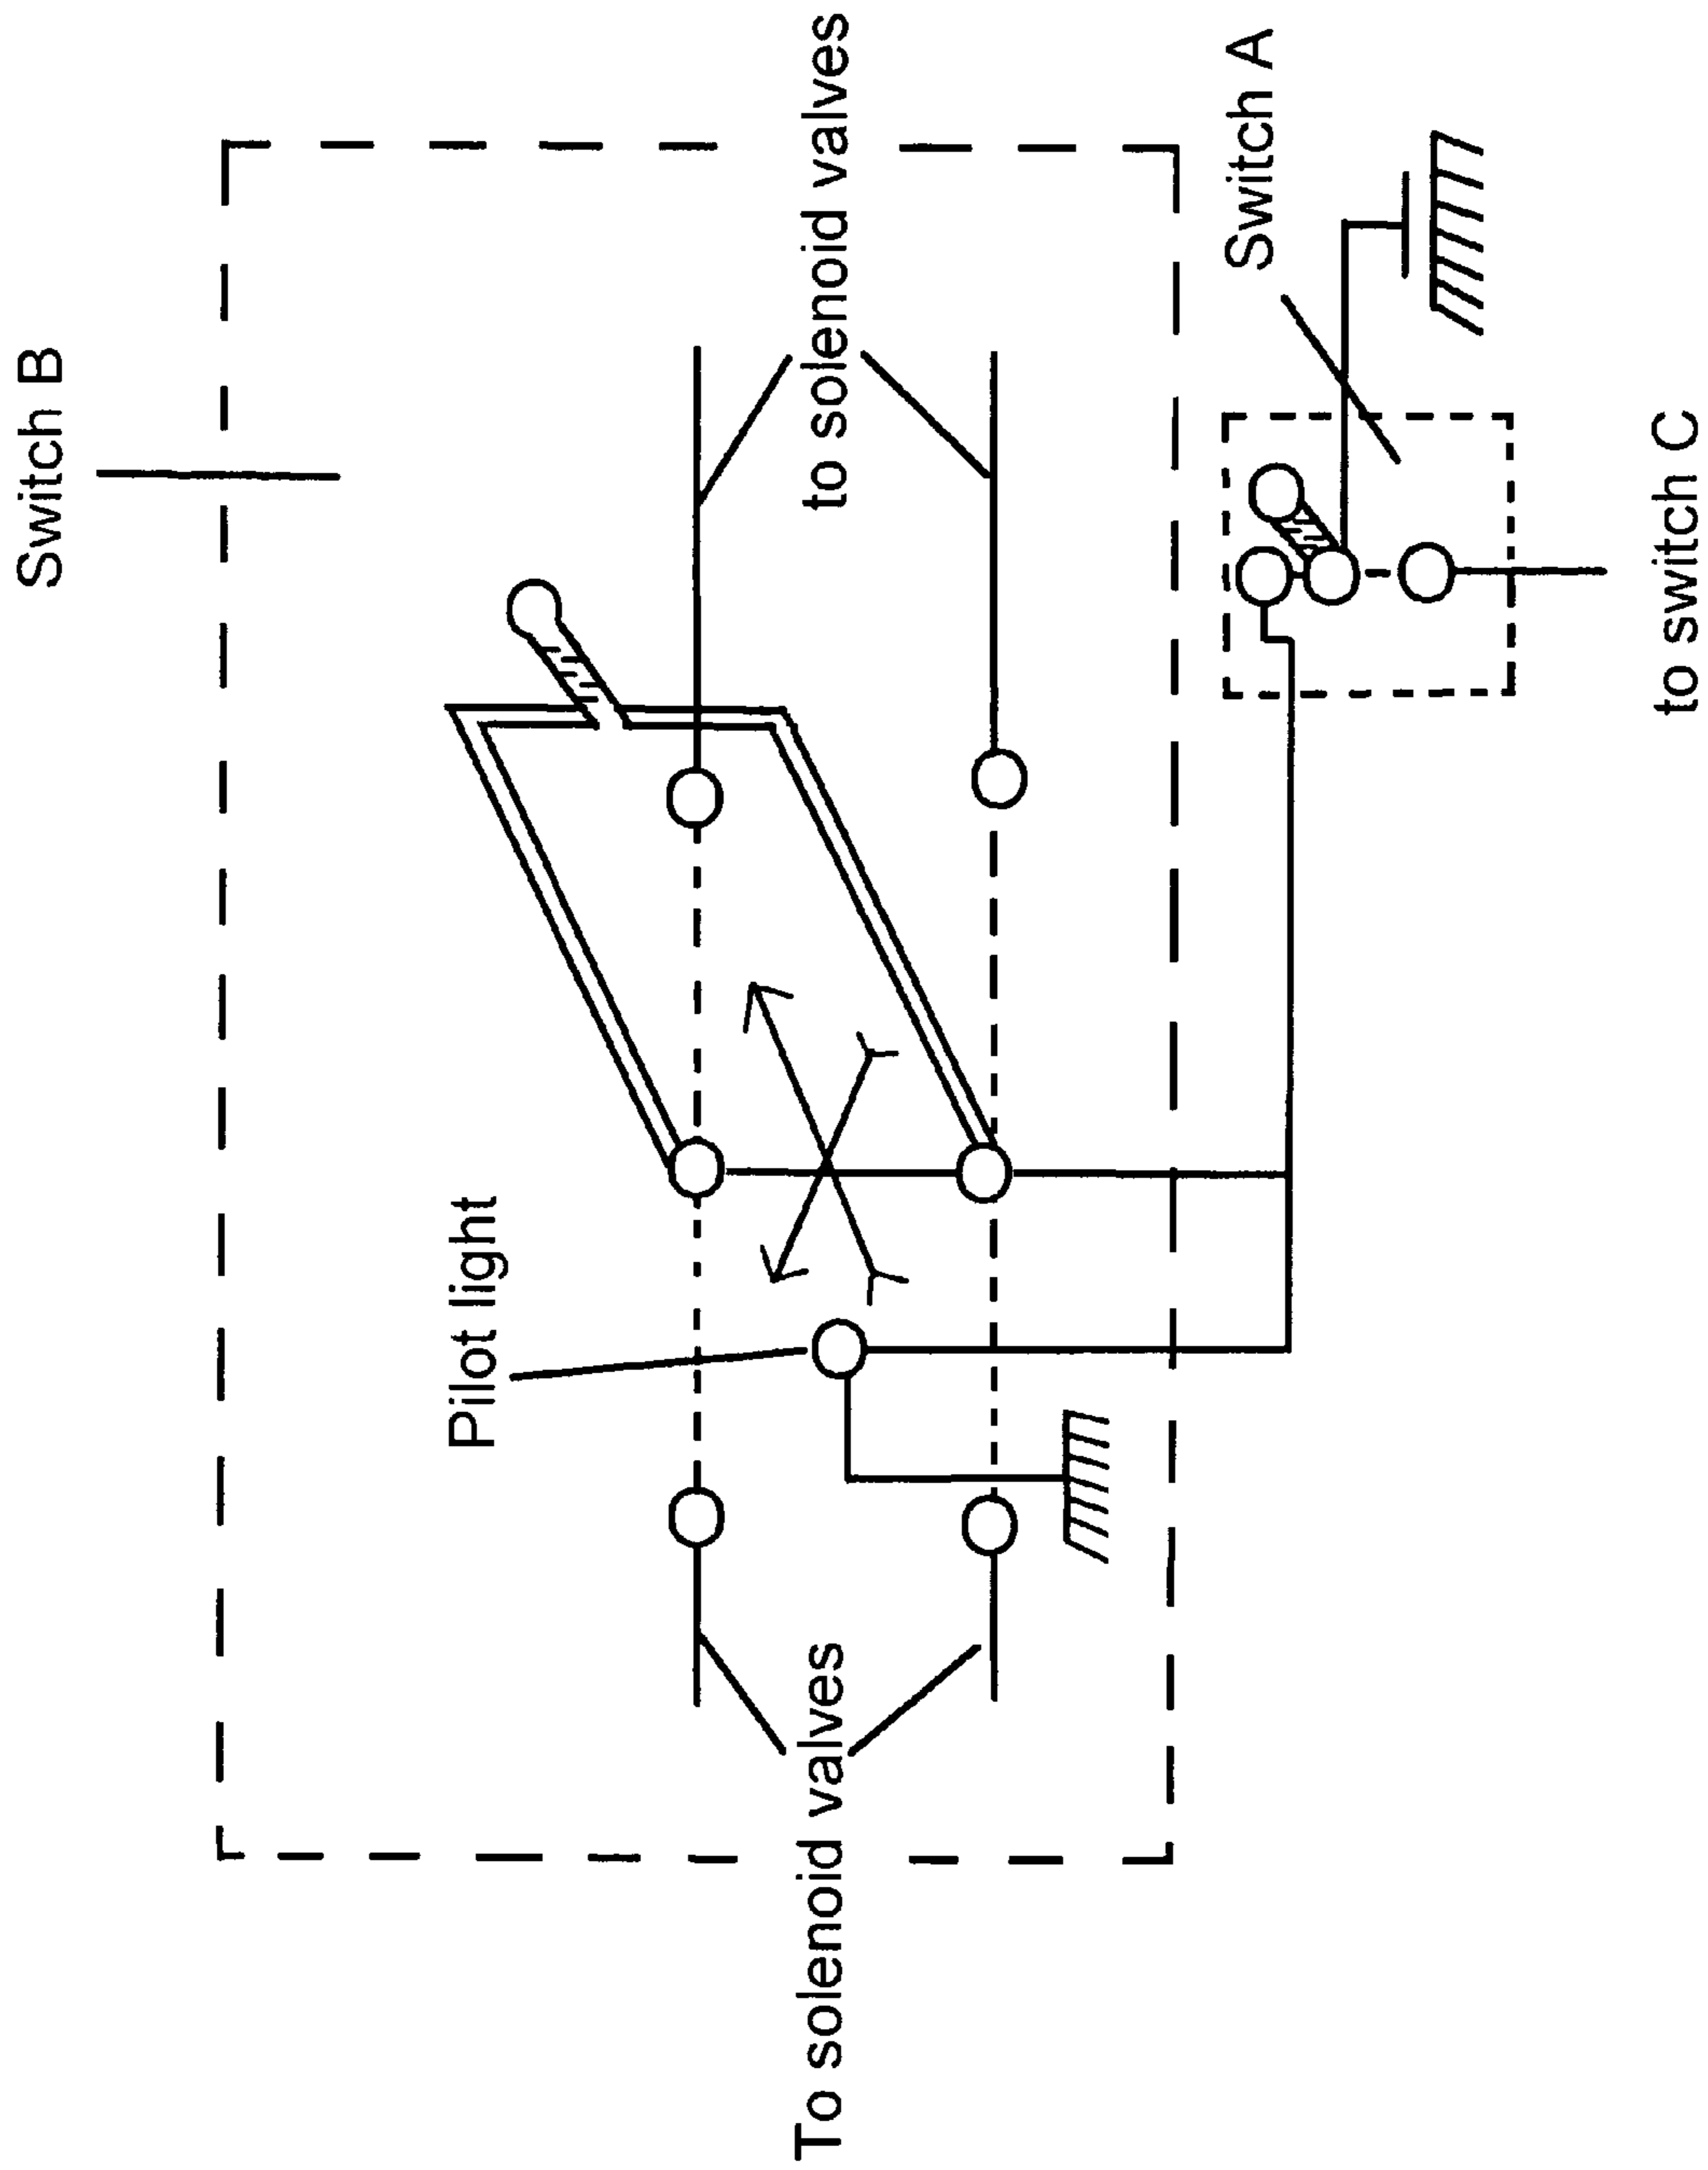 Switch B
Pilot light
To solenoid valves
to solenoid valves
Switch A
to switch C